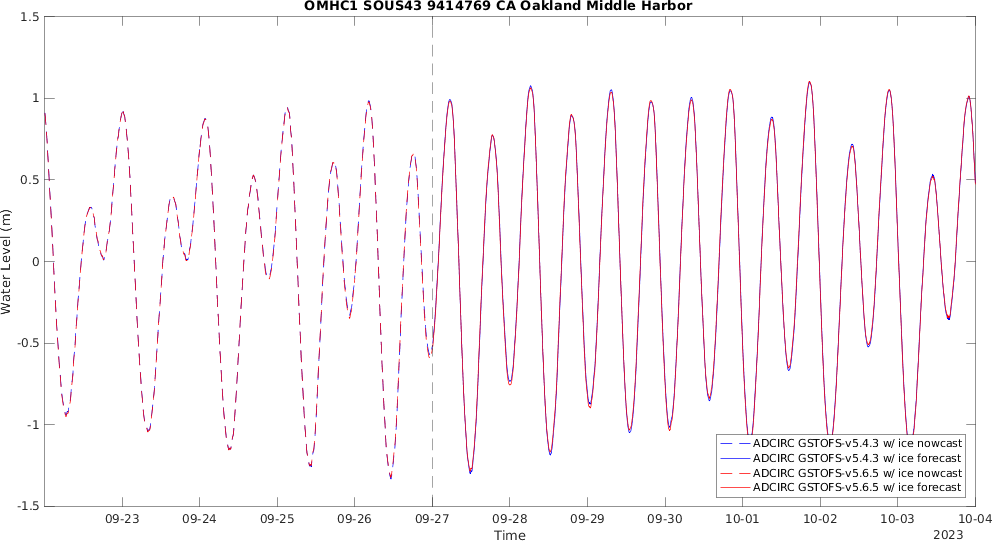 OMHC1 SOUS43 9414769 CA Oakland Middle Harbor
1.5
1
0.5
0
-0.5
-1
-1.5
Water Level (m)
09-23 09-24 09-25 09-26 09-27 09-28 09-29 09-30 10-01 10-02 10-03 10-04
Time
2023
ADCIRC GSTOFS-v5.4.3 w/ ice nowcast
ADCIRC GSTOFS-v5.4.3 w/ ice forecast
ADCIRC GSTOFS-v5.6.5 w/ ice nowcast
ADCIRC GSTOFS-v5.6.5 w/ ice forecast